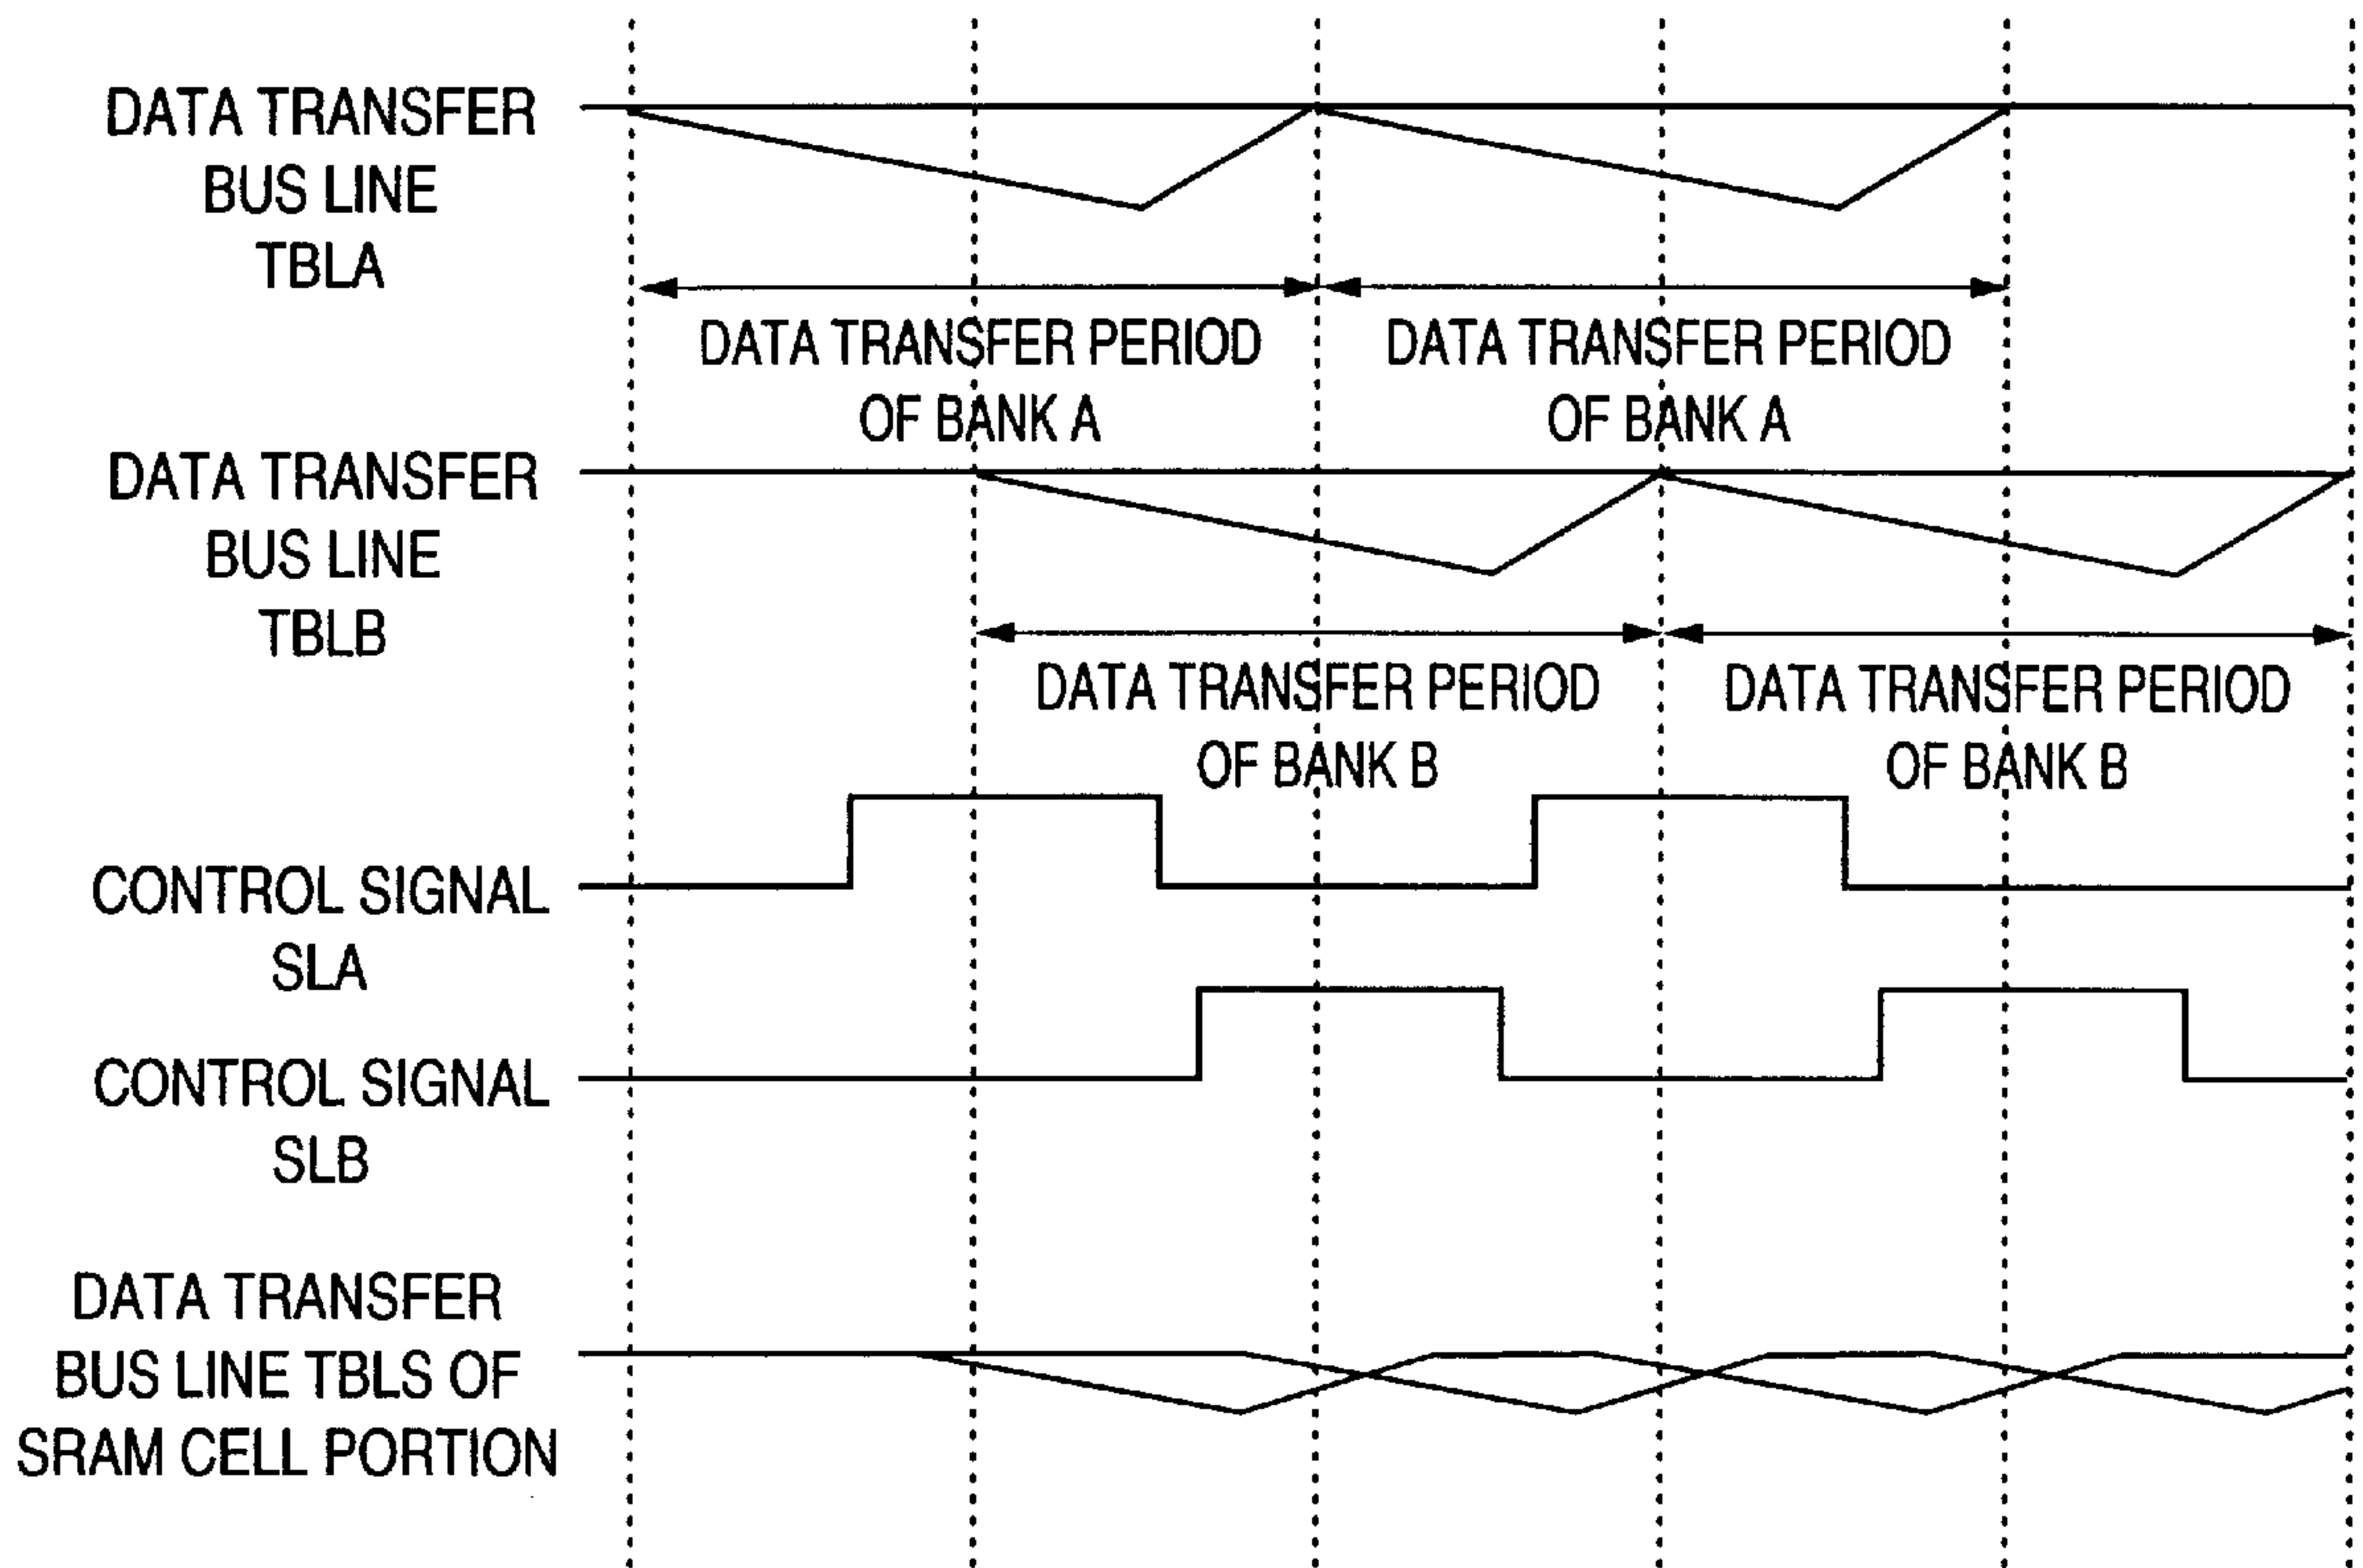 DATA TRANSFER
BUS LINE
TBLA
DATA TRANSFER PERIOD
OF BANK A
DATA TRANSFER PERIOD
OF BANK A
DATA TRANSFER
BUS LINE
TBLB
DATA TRANSFER PERIOD
OF BANK B
DATA TRANSFER PERIOD
OF BANK B
CONTROL SIGNAL
SLA
CONTROL SIGNAL
SLB
DATA TRANSFER
BUS LINE TBLS OF
SRAM CELL PORTION